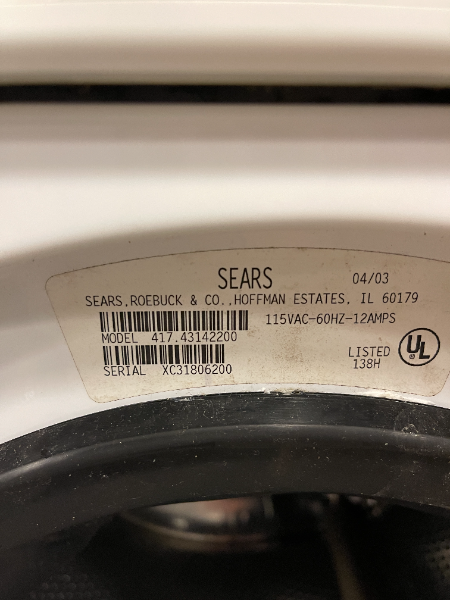 SEARS 04/03
SEARS,ROEBUCK & CO.,HOFFMAN ESTATES, IL 60179
115VAC-60HZ-12AMPS
MODEL 417.43142200
SERIAL XC31806200
LISTED
138H
UL